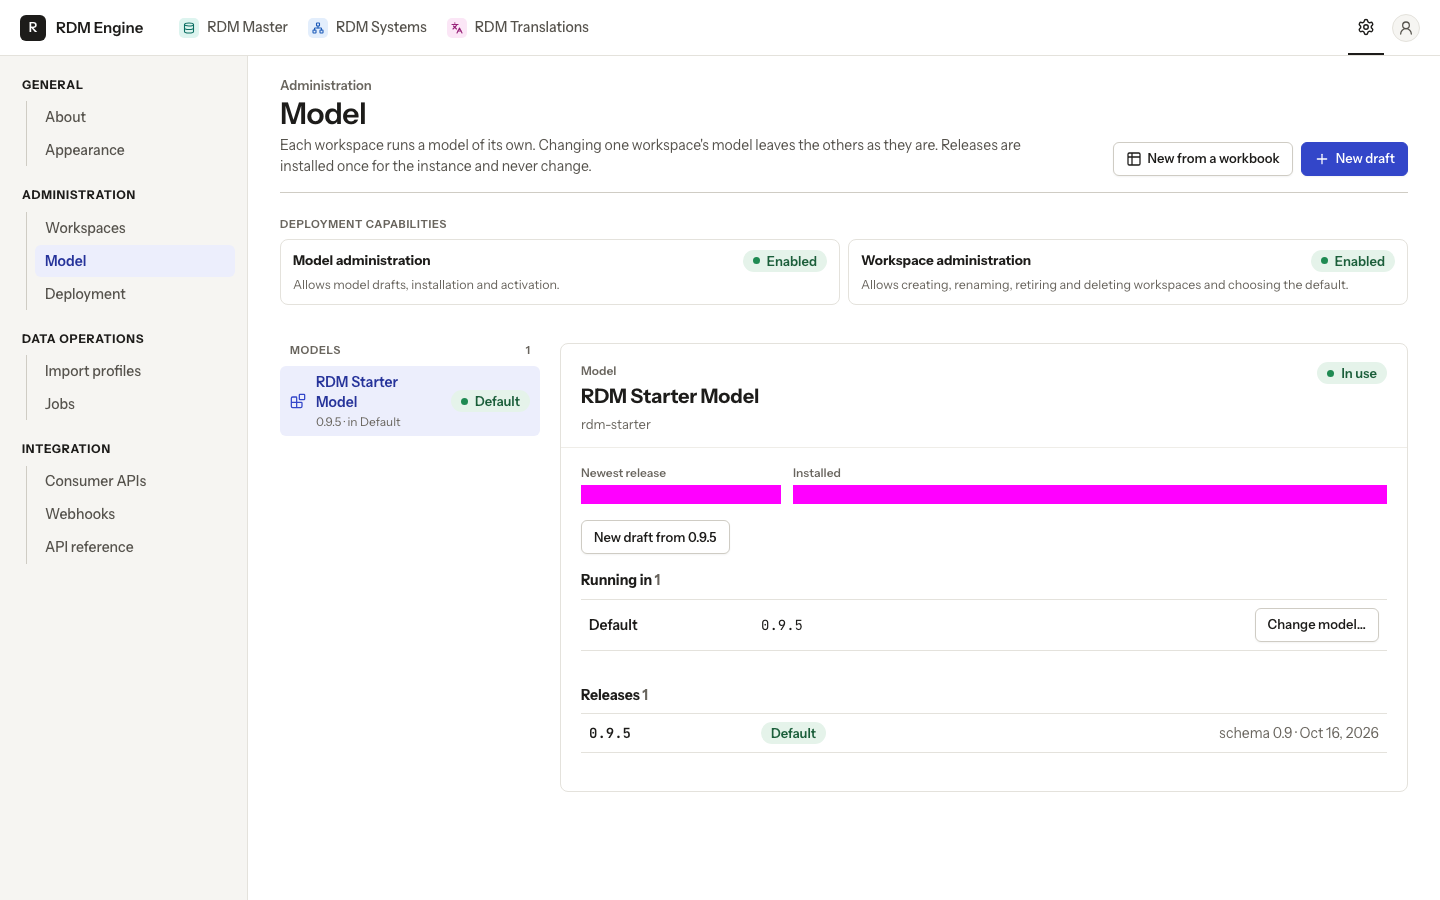 R RDM Engine RDM Master RDM Systems RDM Translations
GENERAL
About
Appearance
ADMINISTRATION
Workspaces
Model
Deployment
DATA OPERATIONS
Import profiles
Jobs
INTEGRATION
Consumer APIs
Webhooks
API reference
Administration
Model
Each workspace runs a model of its own. Changing one workspace's model leaves the others as they are. Releases are
installed once for the instance and never change.
New from a workbook
New draft
DEPLOYMENT CAPABILITIES
Model administration Enabled
Allows model drafts, installation and activation.
Workspace administration Enabled
Allows creating, renaming, retiring and deleting workspaces and choosing the default.
MODELS 1
RDM Starter
Model
Default
0.9.5 · in Default
Model
RDM Starter Model
rdm-starter
In use
Newest release Installed
New draft from 0.9.5
Running in 1
Default 0.9.5 Change model...
Releases 1
0.9.5 Default schema 0.9 · Oct 16, 2026